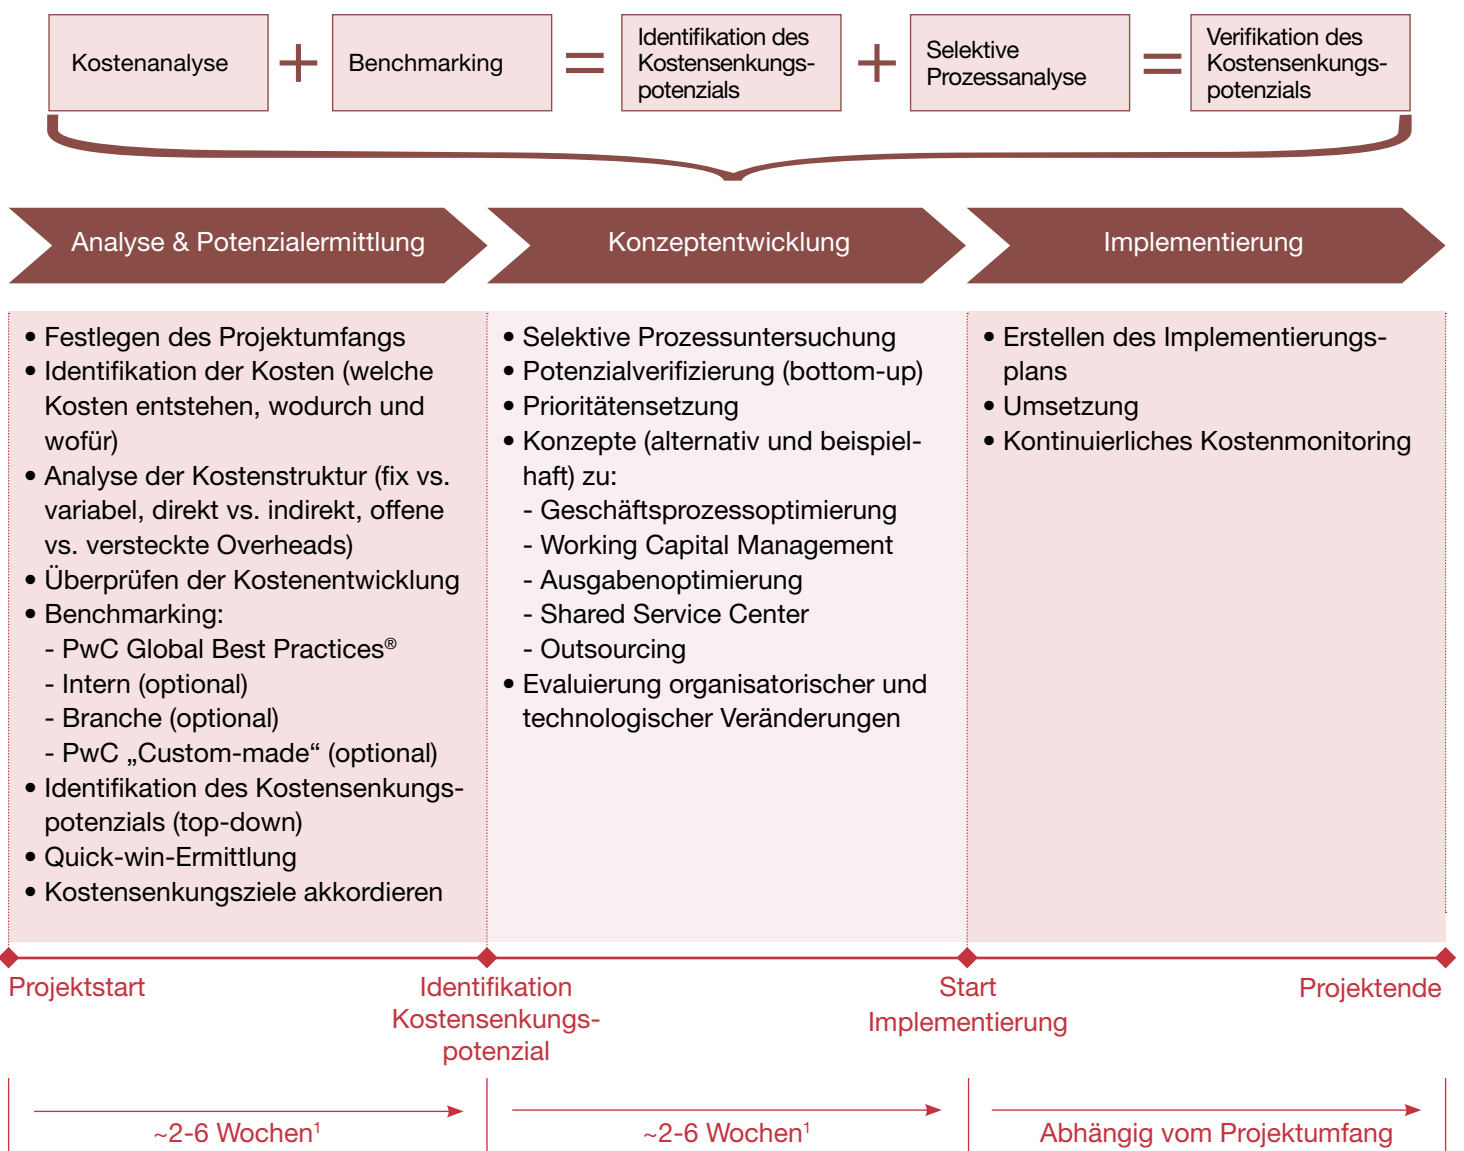 Kostenanalyse
+
Benchmarking
=
Identifikation des
Kostensenkungs-
potenzials
+
Selektive
Prozessanalyse
=
Verifikation des
Kostensenkungs-
potenzials
Analyse & Potenzialermittlung
Konzeptentwicklung
Implementierung
• Festlegen des Projektumfangs
• Identifikation der Kosten (welche
Kosten entstehen, wodurch und
wofür)
• Analyse der Kostenstruktur (fix vs.
variabel, direkt vs. indirekt, offene
vs. versteckte Overheads)
• Überprüfen der Kostenentwicklung
• Benchmarking:
- PwC Global Best Practices®
- Intern (optional)
- Branche (optional)
- PwC „Custom-made“ (optional)
• Identifikation des Kostensenkungs-
potenzials (top-down)
• Quick-win-Ermittlung
• Kostensenkungsziele akkordieren
• Selektive Prozessuntersuchung
• Potenzialverifizierung (bottom-up)
• Prioritätensetzung
• Konzepte (alternativ und beispiel-
haft) zu:
- Geschäftsprozessoptimierung
- Working Capital Management
- Ausgabenoptimierung
- Shared Service Center
- Outsourcing
• Evaluierung organisatorischer und
technologischer Veränderungen
• Erstellen des Implementierungs-
plans
• Umsetzung
• Kontinuierliches Kostenmonitoring
Projektstart
Identifikation
Kostensenkungs-
potenzial
Start
Implementierung
Projektende
~2-6 Wochen¹
~2-6 Wochen¹
Abhängig vom Projektumfang